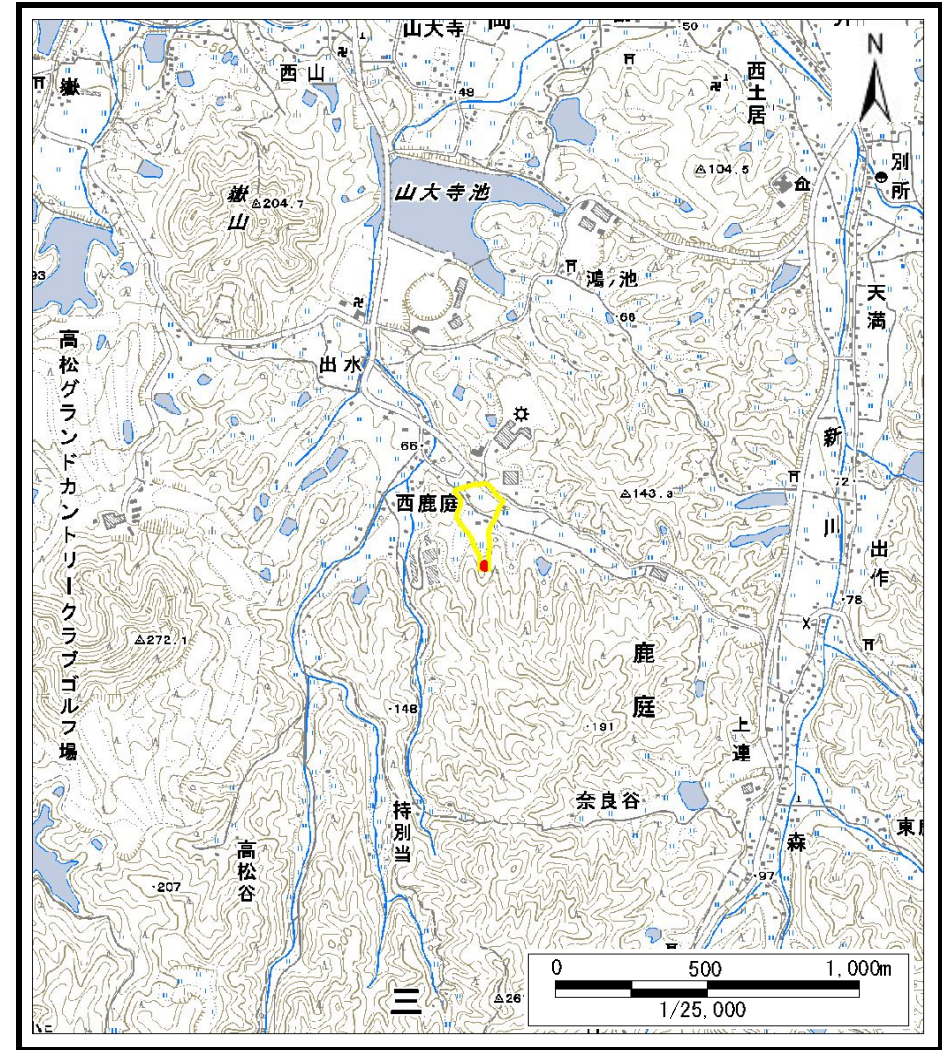 山大寺
50
西山
嶽
49
西土居
N
104.5
別所
嶽山
204.7
山大寺池
93
鴻ノ池
天満
66
出水
高松グランドカントリークラブゴルフ場
66
新川
143.3
72
西鹿庭
出作
78
272.1
鹿庭
148
191
上連
奈良谷
持別当
高松谷
森
東
97
207
三
26
0 500 1,000m
1/25,000